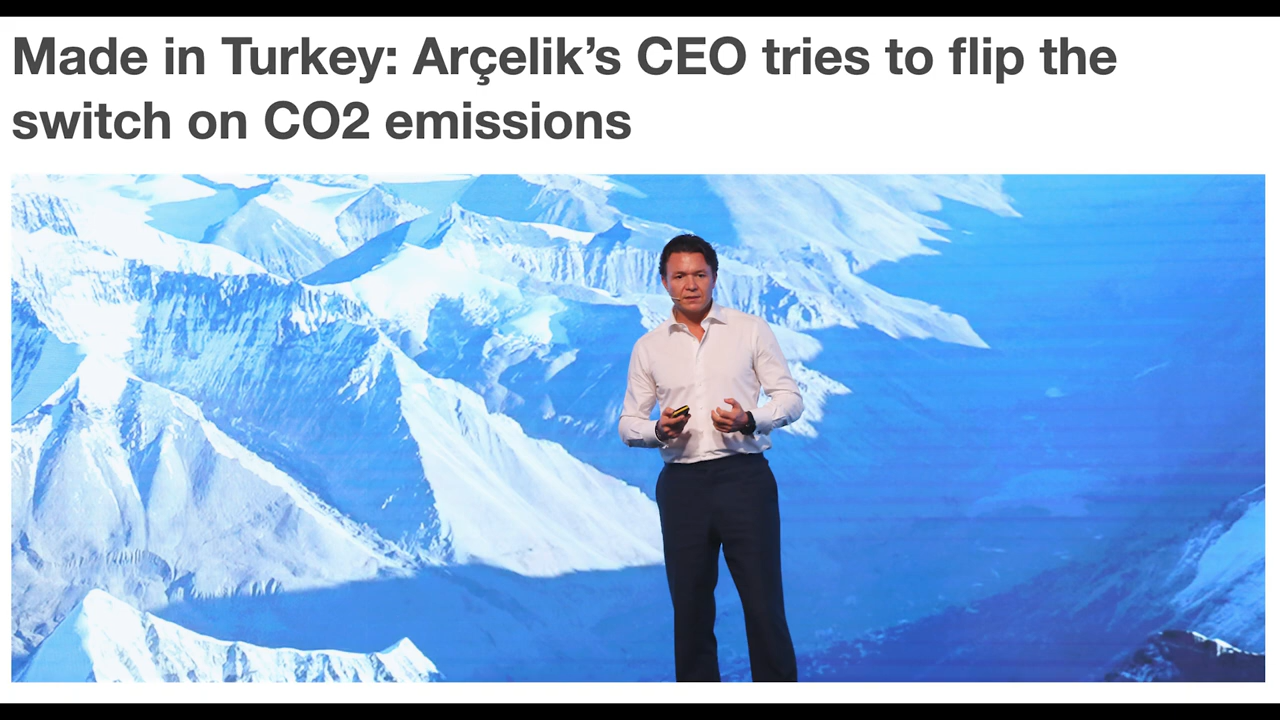 Made in Turkey: Arçelik’s CEO tries to flip the
switch on CO2 emissions